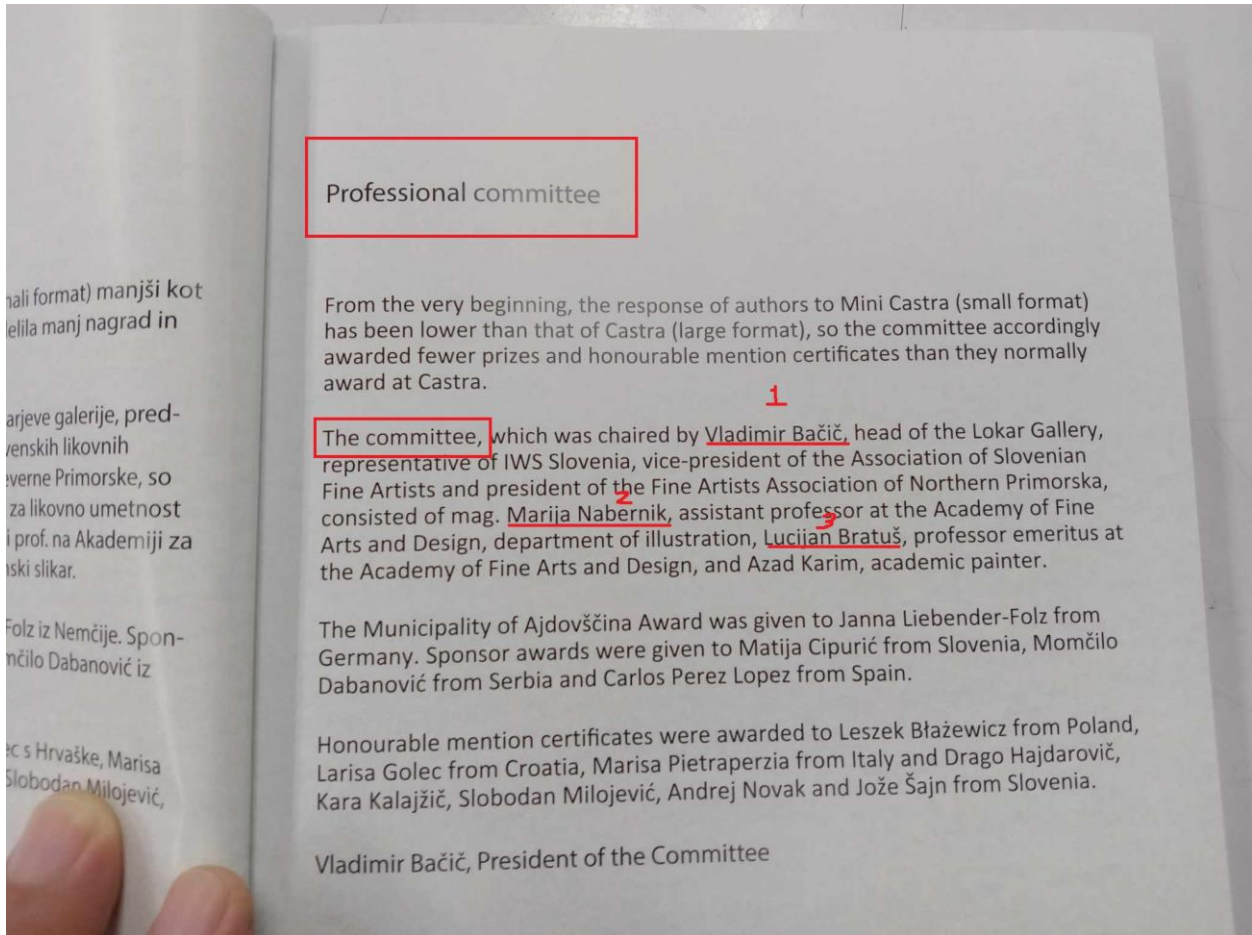 nali format) manjši kot
elila manj nagrad in
arjeve galerije, pred-
venskih likovnih
everne Primorske, so
za likovno umetnost
i prof. na Akademiji za
nski slikar.
Folz iz Nemčije. Spon-
mčilo Dabanović iz
ec s Hrvaške, Marisa
Slobodan Milojević,
Professional committee
From the very beginning, the response of authors to Mini Castra (small format)
has been lower than that of Castra (large format), so the committee accordingly
awarded fewer prizes and honourable mention certificates than they normally
award at Castra.
1
The committee, which was chaired by Vladimir Bačič, head of the Lokar Gallery,
representative of IWS Slovenia, vice-president of the Association of Slovenian
Fine Artists and president of the Fine Artists Association of Northern Primorska,
2
consisted of mag. Marija Nabernik, assistant professor at the Academy of Fine
3
Arts and Design, department of illustration, Lucijan Bratuš, professor emeritus at
the Academy of Fine Arts and Design, and Azad Karim, academic painter.
The Municipality of Ajdovščina Award was given to Janna Liebender-Folz from
Germany. Sponsor awards were given to Matija Cipurić from Slovenia, Momčilo
Dabanović from Serbia and Carlos Perez Lopez from Spain.
Honourable mention certificates were awarded to Leszek Błażewicz from Poland,
Larisa Golec from Croatia, Marisa Pietraperzia from Italy and Drago Hajdarovič,
Kara Kalajžič, Slobodan Milojević, Andrej Novak and Jože Šajn from Slovenia.
Vladimir Bačič, President of the Committee